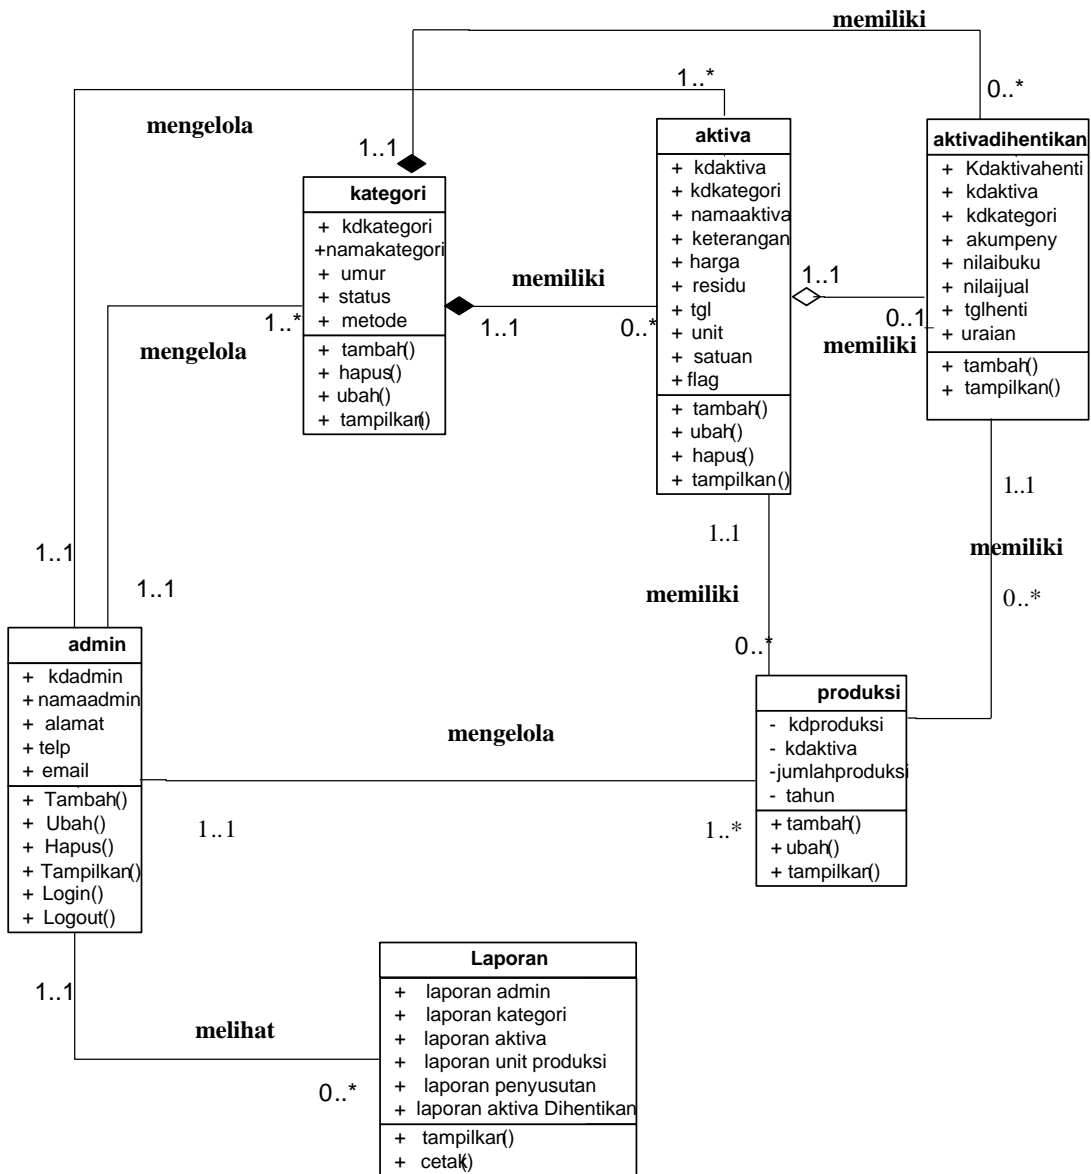 memiliki
1..*
0..*
mengelola
1..1
kategori
+ kdkategori
+namakategori
+ umur
+ status
+ metode
+ tambah()
+ hapus()
+ ubah()
+ tampilkan()
aktiva
+ kdaktiva
+ kdkategori
+ namaaktiva
+ keterangan
+ harga
+ residu
+ tgl
+ unit
+ satuan
+ flag
+ tambah()
+ ubah()
+ hapus()
+ tampilkan()
aktivadihentikan
+ Kdaktivahenti
+ kdaktiva
+ kdkategori
+ akumpeny
+ nilaibuku
+ nilaijual
+ tglhenti
+ uraian
+ tambah()
+ tampilkan()
memiliki
1..1
0..*
1..1
0..1
memiliki
1..*
mengelola
1..1
1..1
1..1
memiliki
0..*
1..1
memiliki
0..*
admin
+ kdadmin
+ namaadmin
+ alamat
+ telp
+ email
+ Tambah()
+ Ubah()
+ Hapus()
+ Tampilkan()
+ Login()
+ Logout()
mengelola
1..1
1..*
produksi
- kdproduksi
- kdaktiva
-jumlahproduksi
- tahun
+ tambah()
+ ubah()
+ tampilkan()
1..1
melihat
0..*
Laporan
+ laporan admin
+ laporan kategori
+ laporan aktiva
+ laporan unit produksi
+ laporan penyusutan
+ laporan aktiva Dihentikan
+ tampilkan()
+ cetak()